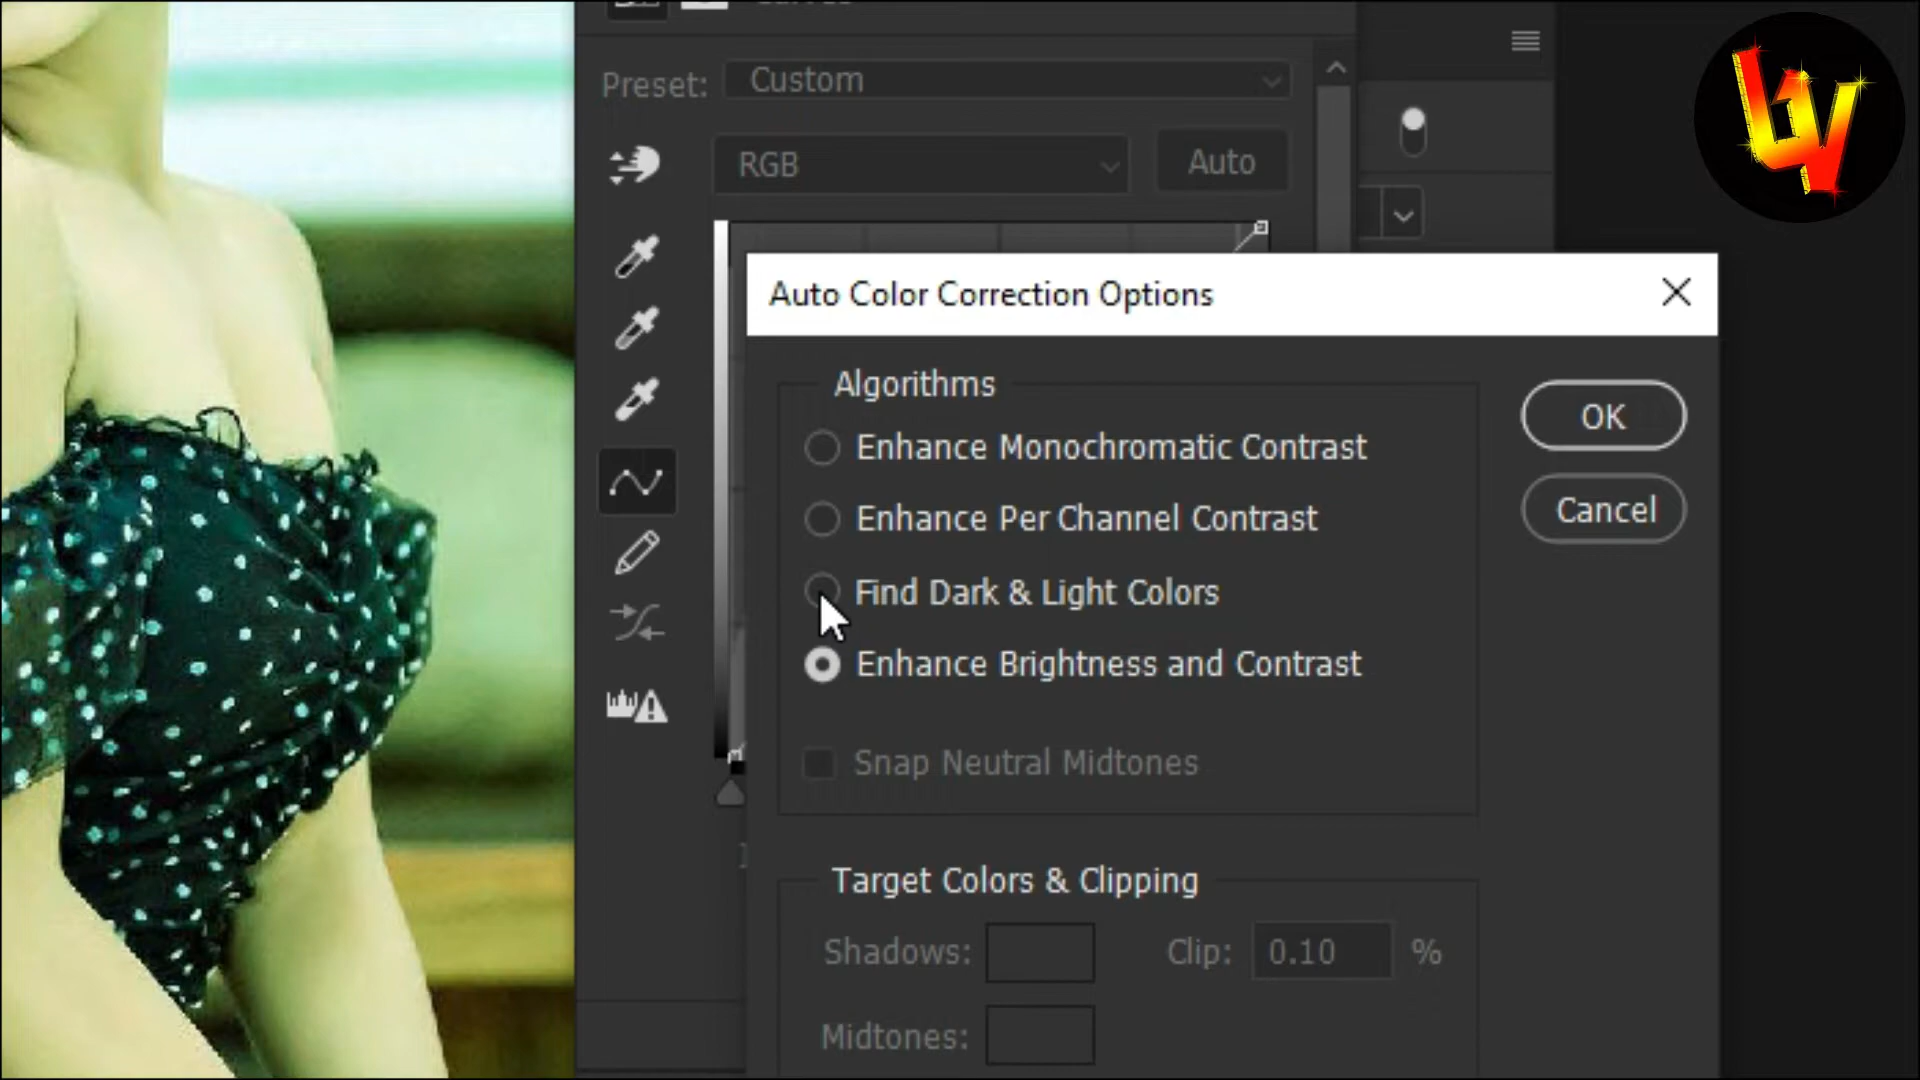 Preset: Custom
RGB Auto
Auto Color Correction Options
Algorithms
Enhance Monochromatic Contrast
Enhance Per Channel Contrast
Find Dark & Light Colors
Enhance Brightness and Contrast
Snap Neutral Midtones
OK
Cancel
Target Colors & Clipping
Shadows: Clip: 0.10 %
Midtones: